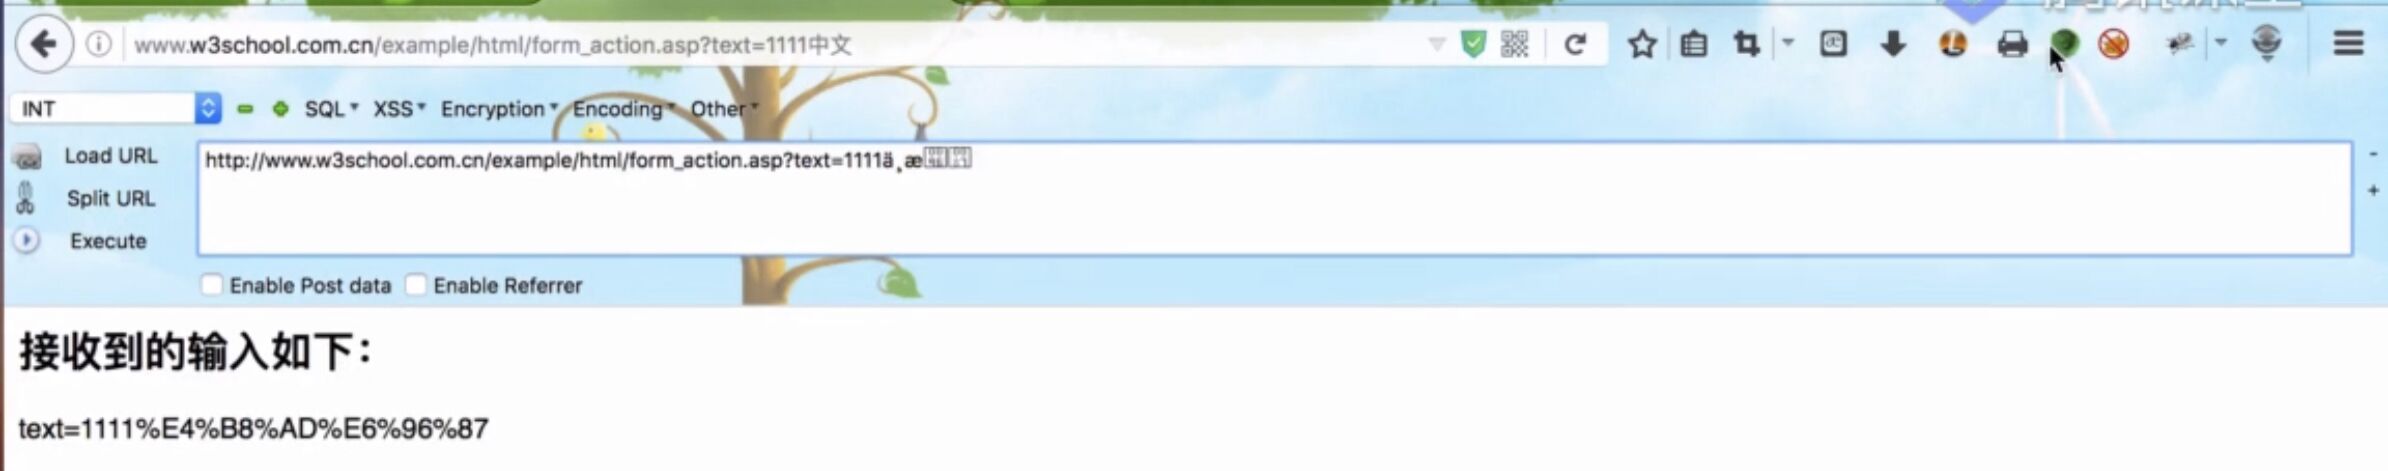 www.w3school.com.cn/example/html/form_action.asp?text=1111中文
INT SQL XSS Encryption Encoding Other
Load URL http://www.w3school.com.cn/example/html/form_action.asp?text=1111ä¸æ
Split URL
Execute
Enable Post data Enable Referrer
接收到的输入如下：
text=1111%E4%B8%AD%E6%96%87